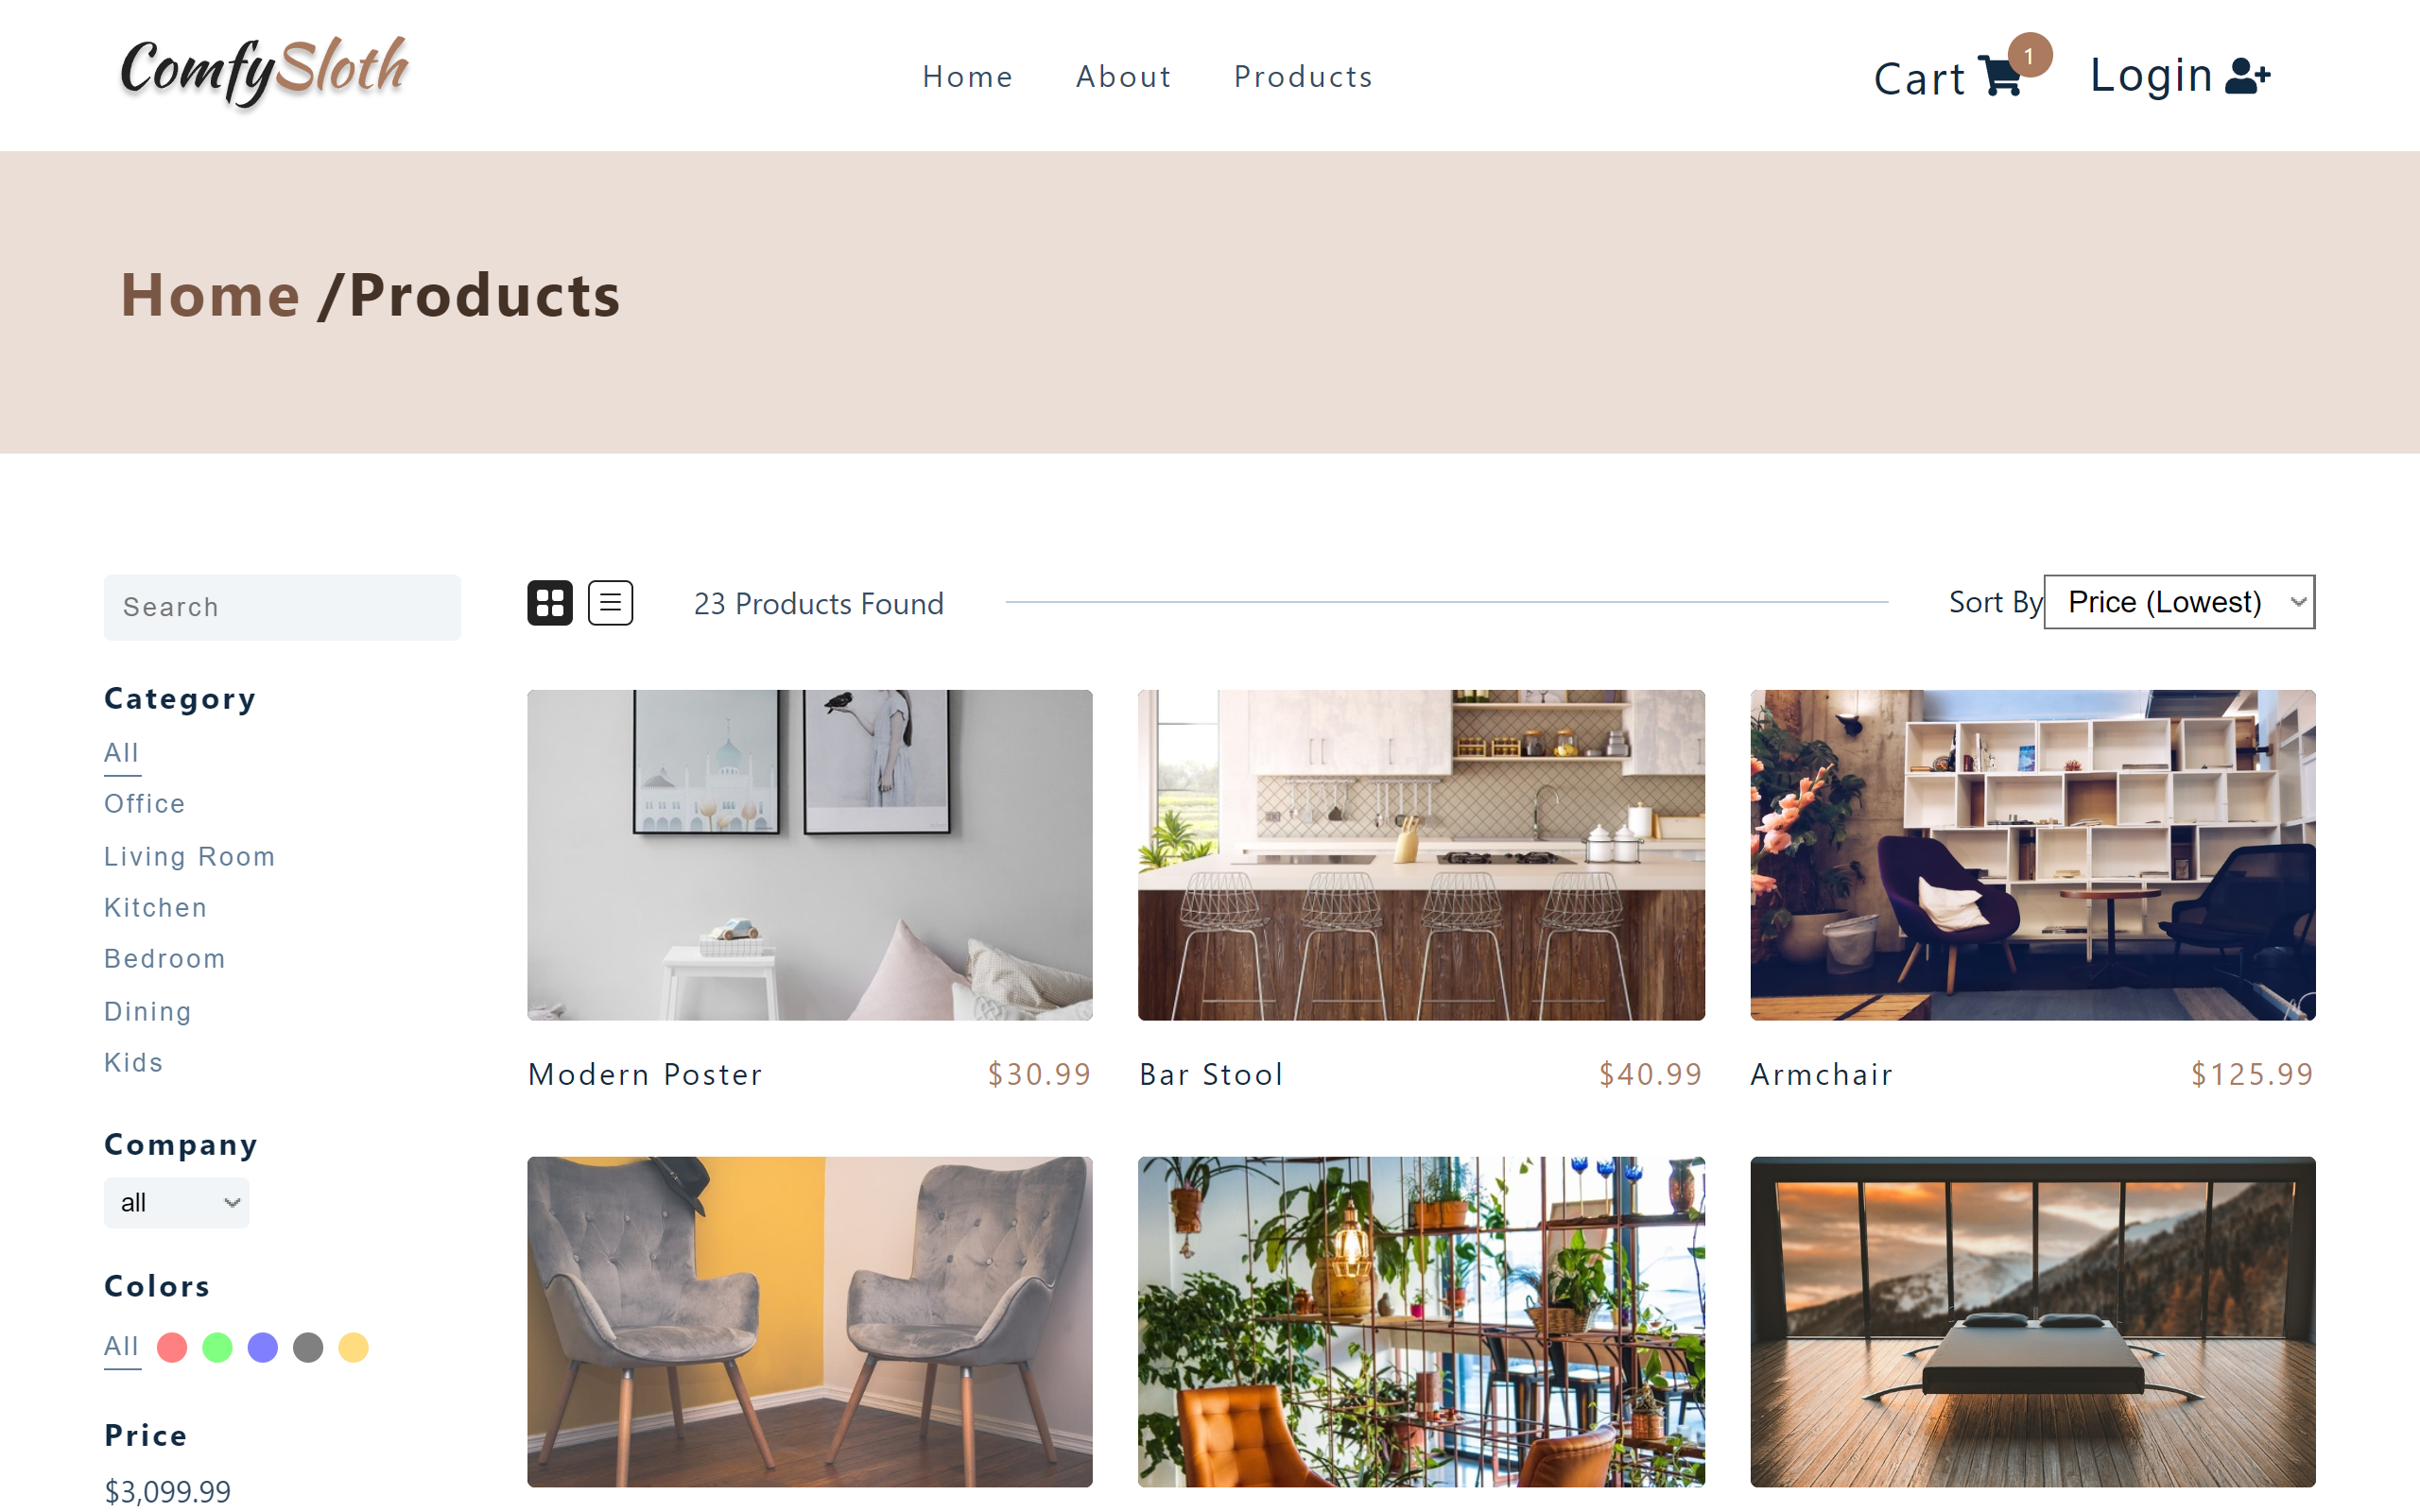 ComfySloth
Home About Products
Cart 1 Login
Home /Products
Search
23 Products Found
Sort By Price (Lowest)
Category
All
Office
Living Room
Kitchen
Bedroom
Dining
Kids
Company
all
Colors
All
Price
$3,099.99
Modern Poster $30.99
Bar Stool $40.99
Armchair $125.99